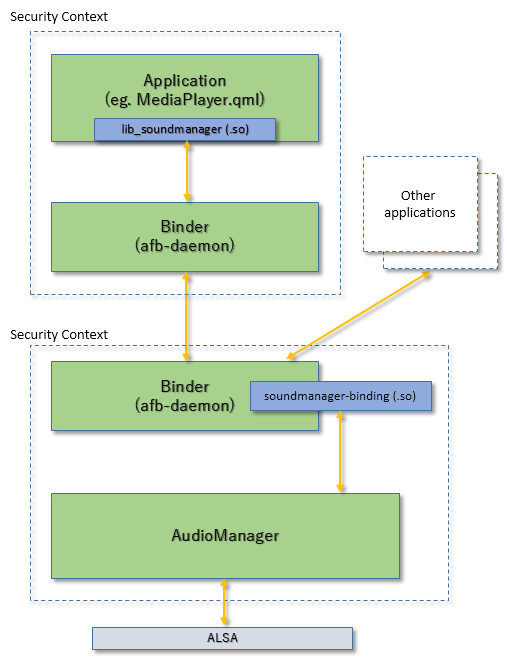 Security Context
Application
(eg. MediaPlayer.qml)
lib_soundmanager (.so)
Binder
(afb-daemon)
Other
applications
Security Context
Binder
(afb-daemon)
soundmanager-binding (.so)
AudioManager
ALSA